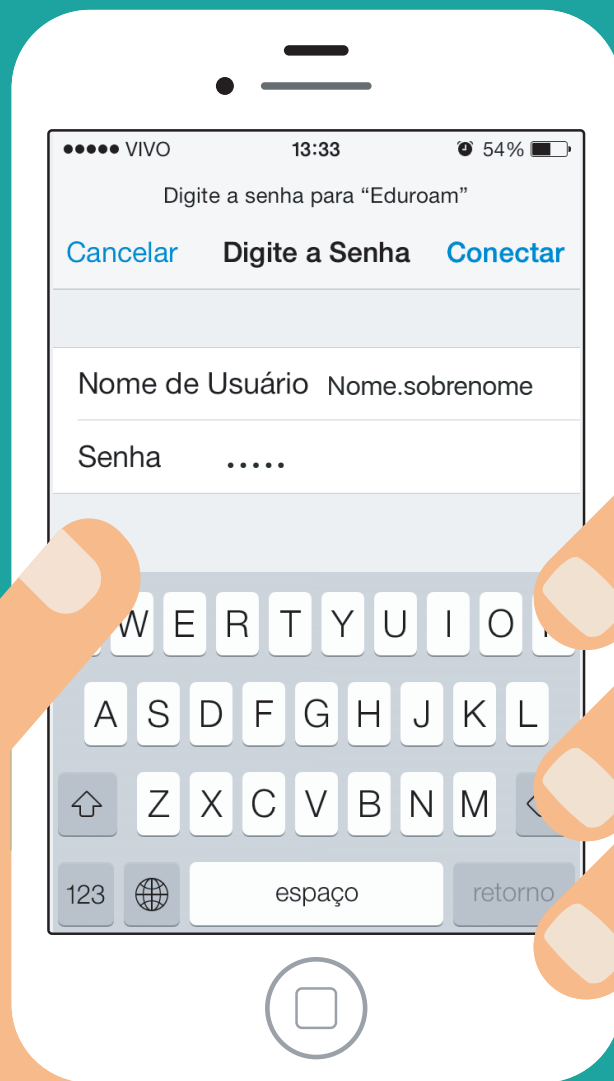 VIVO 13:33 54%
Digite a senha para “Eduroam”
Cancelar Digite a Senha Conectar
Nome de Usuário Nome.sobrenome
Senha .....
W E R T Y U I O
A S D F G H J K L
Z X C V B N M
123 espaço retorno